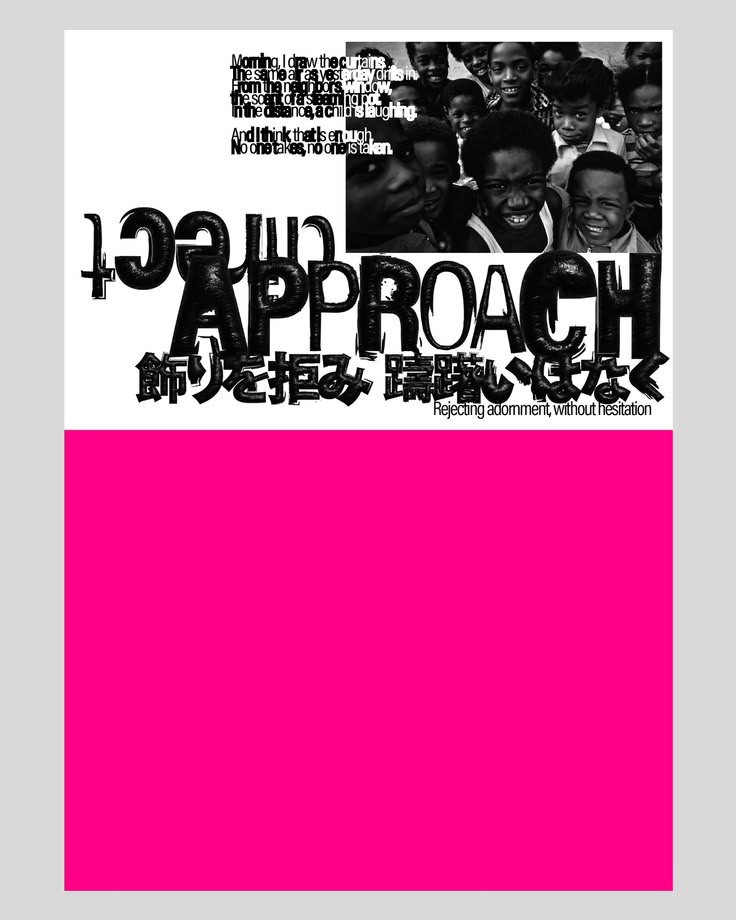 Morning, I draw the curtains.
The same air as yesterday drifts in.
From the neighbor's window,
the scent of a steaming pot.
In the distance, a child is laughing.
And I think, that is enough.
No one takes, no one is taken.
APPROACH
飾りを拒み 躊躇いはなく
Rejecting adornment, without hesitation